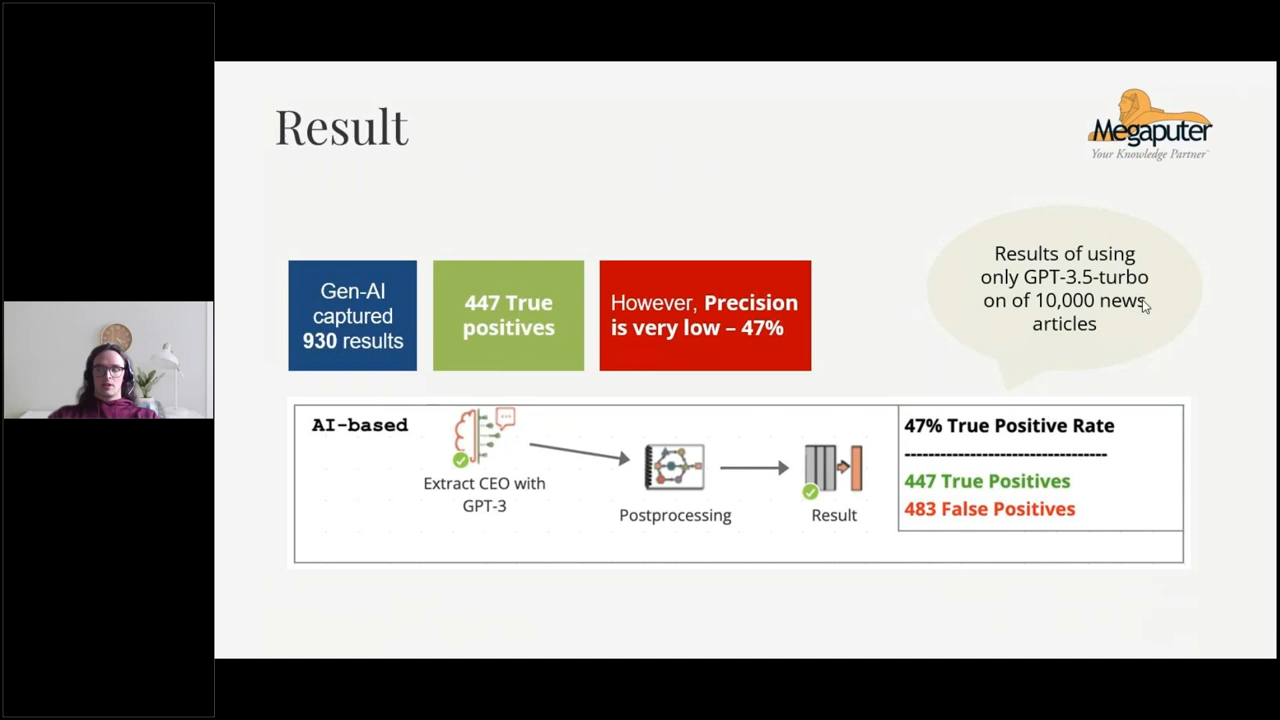 Result
Megaputer
Your Knowledge Partner
Results of using
only GPT-3.5-turbo
on of 10,000 news
articles
Gen-AI
captured
930 results
447 True
positives
However, Precision
is very low – 47%
AI-based
Extract CEO with
GPT-3
Postprocessing
Result
47% True Positive Rate
---------------------------------
447 True Positives
483 False Positives